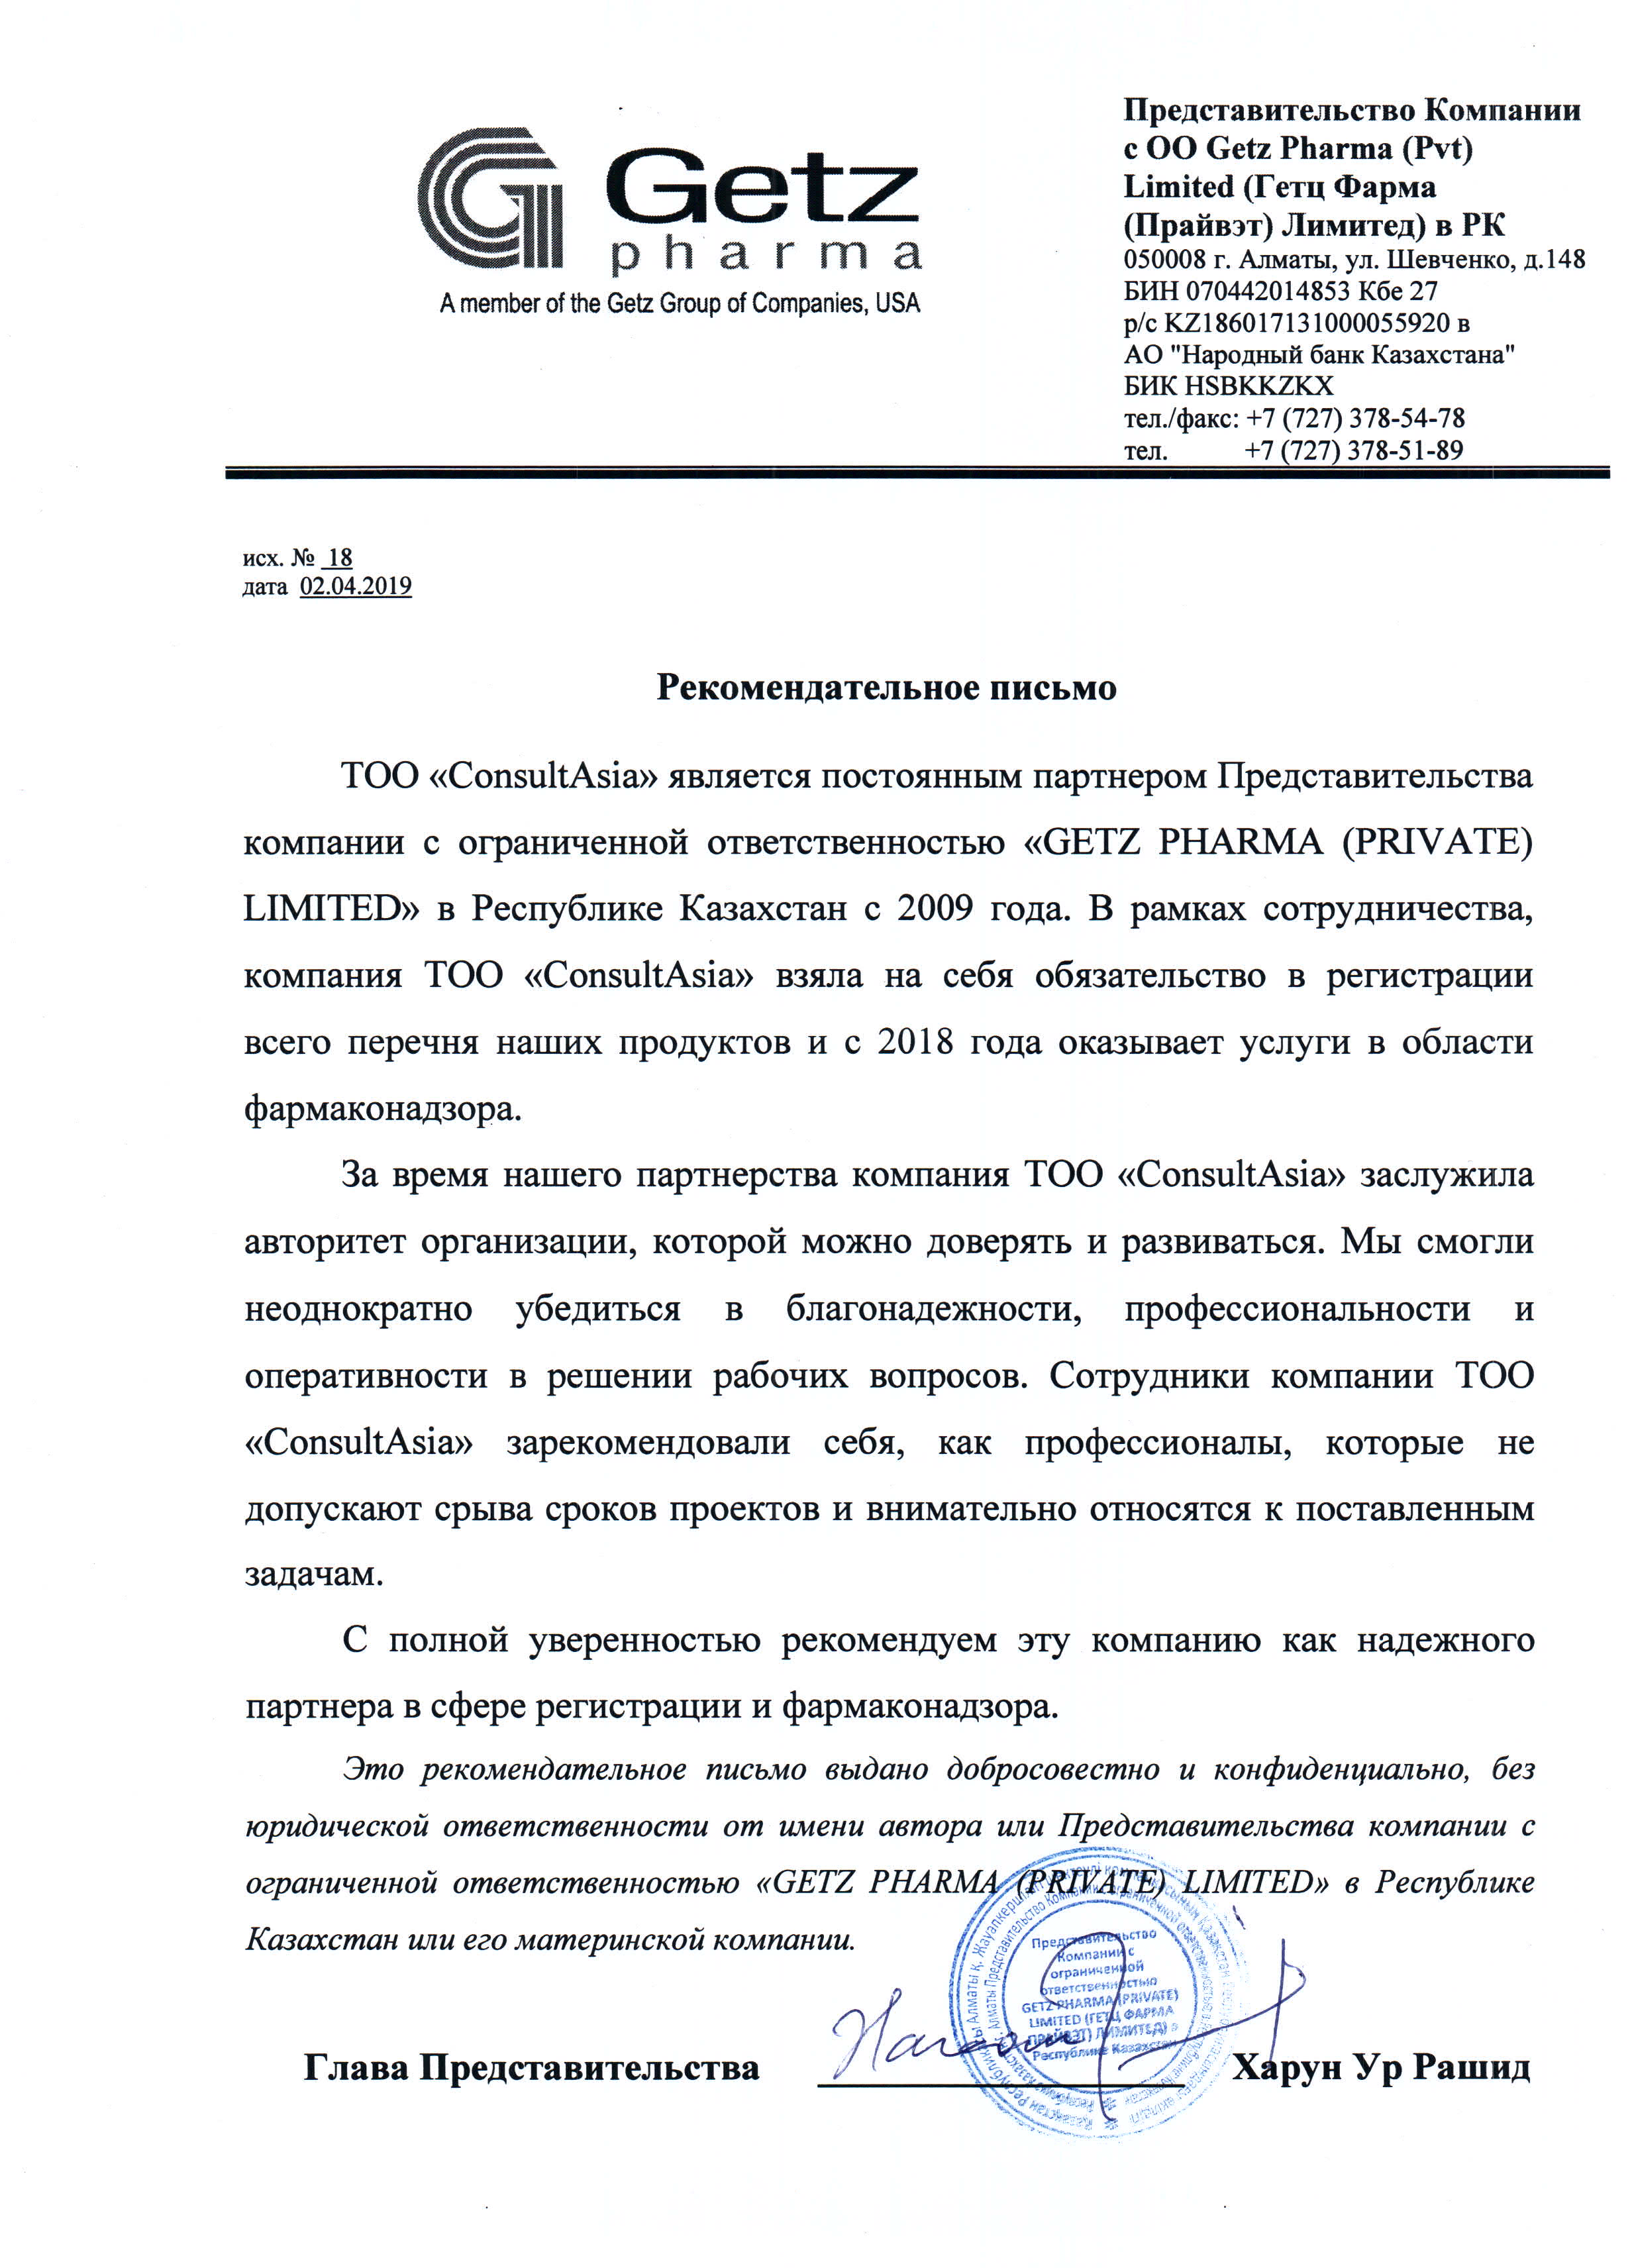 Getz
pharma
A member of the Getz Group of Companies, USA
Представительство Компании
с ОО Getz Pharma (Pvt)
Limited (Гетц Фарма
(Прайвэт) Лимитед) в РК
050008 г. Алматы, ул. Шевченко, д.148
БИН 070442014853 Кбе 27
р/с KZ186017131000055920 в
АО "Народный банк Казахстана"
БИК HSBKKZKX
тел./факс: +7 (727) 378-54-78
тел. +7 (727) 378-51-89
исх. № 18
дата 02.04.2019
Рекомендательное письмо
ТОО «ConsultAsia» является постоянным партнером Представительства
компании с ограниченной ответственностью «GETZ PHARMA (PRIVATE)
LIMITED» в Республике Казахстан с 2009 года. В рамках сотрудничества,
компания ТОО «ConsultAsia» взяла на себя обязательство в регистрации
всего перечня наших продуктов и с 2018 года оказывает услуги в области
фармаконадзора.
За время нашего партнерства компания ТОО «ConsultAsia» заслужила
авторитет организации, которой можно доверять и развиваться. Мы смогли
неоднократно убедиться в благонадежности, профессиональности и
оперативности в решении рабочих вопросов. Сотрудники компании ТОО
«ConsultAsia» зарекомендовали себя, как профессионалы, которые не
допускают срыва сроков проектов и внимательно относятся к поставленным
задачам.
С полной уверенностью рекомендуем эту компанию как надежного
партнера в сфере регистрации и фармаконадзора.
Это рекомендательное письмо выдано добросовестно и конфиденциально, без
юридической ответственности от имени автора или Представительства компании с
ограниченной ответственностью «GETZ PHARMA (PRIVATE) LIMITED» в Республике
Казахстан или его материнской компании.
Представительство
Компании с
ограниченной
ответственностью
GETZ PHARMA (PRIVATE)
LIMITED (ГЕТЦ ФАРМА
ПРАЙВЭТ) ЛИМИТЕД) в
Республике Казахстан
Глава Представительства Харун Ур Рашид